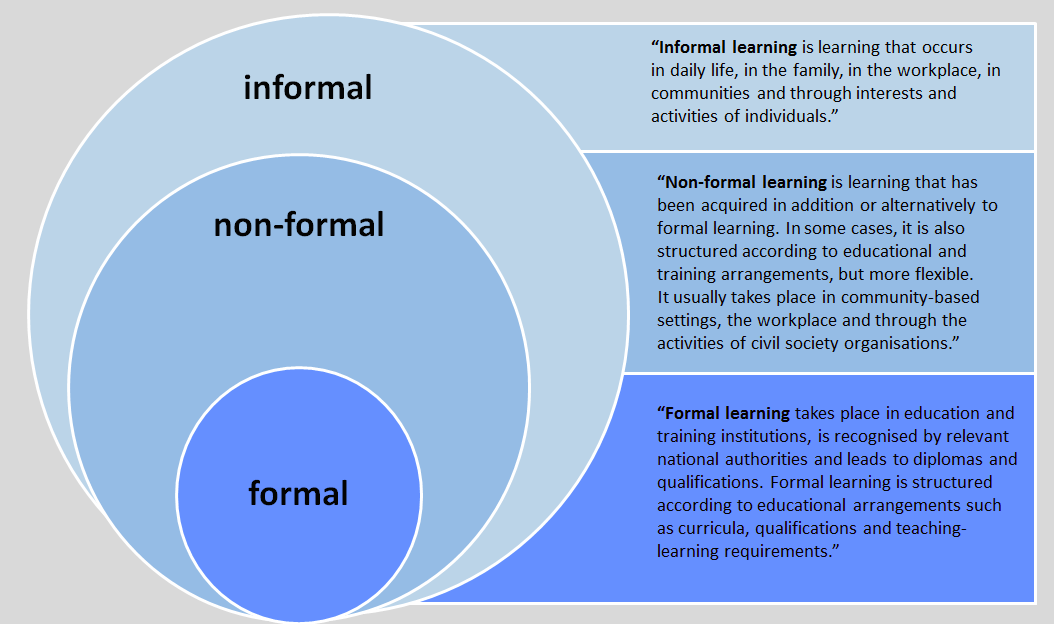 informal
non-formal
formal
“Informal learning is learning that occurs
in daily life, in the family, in the workplace, in
communities and through interests and
activities of individuals.”
“Non-formal learning is learning that has
been acquired in addition or alternatively to
formal learning. In some cases, it is also
structured according to educational and
training arrangements, but more flexible.
It usually takes place in community-based
settings, the workplace and through the
activities of civil society organisations.”
“Formal learning takes place in education and
training institutions, is recognised by relevant
national authorities and leads to diplomas and
qualifications. Formal learning is structured
according to educational arrangements such
as curricula, qualifications and teaching-
learning requirements.”